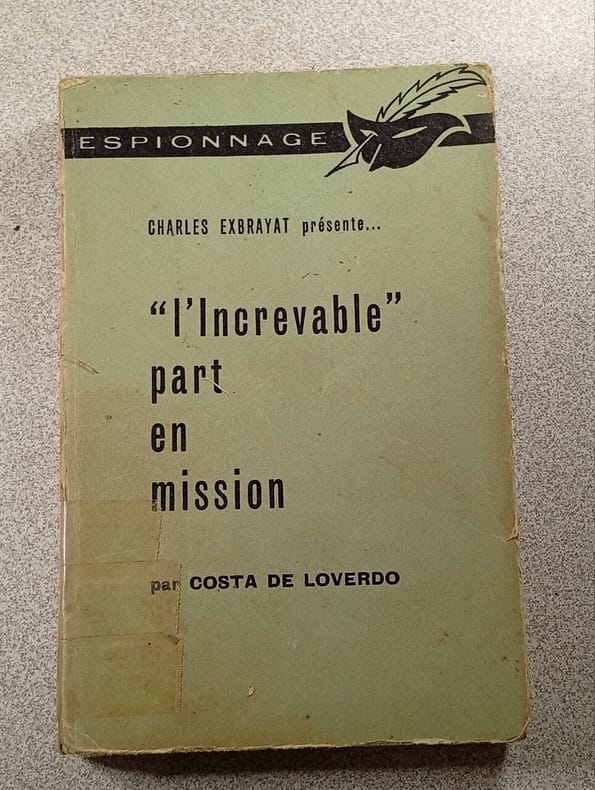 ESPIONNAGE
CHARLES EXBRAYAT présente...
“l’Increvable”
part
en
mission
par COSTA DE LOVERDO